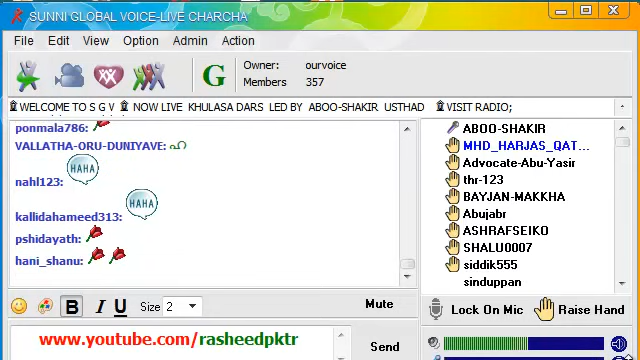 SUNNI GLOBAL VOICE-LIVE CHARCHA
File Edit View Option Admin Action
G
Owner: ourvoice
Members 357
WELCOME TO S G V NOW LIVE KHULASA DARS LED BY ABOO-SHAKIR USTHAD VISIT RADIO;
ponmala786:
VALLATHA-ORU-DUNIYAVE:
HAHA
nahl123:
HAHA
kallidahameed313:
pshidayath:
hani_shanu:
ABOO-SHAKIR
MHD_HARJAS_QAT...
Advocate-Abu-Yasir
thr-123
BAYJAN-MAKKHA
Abujabr
ASHRAFSEIKO
SHALU0007
siddik555
sinduppan
B I U Size 2 Mute
Lock On Mic Raise Hand
www.youtube.com/rasheedpktr
Send